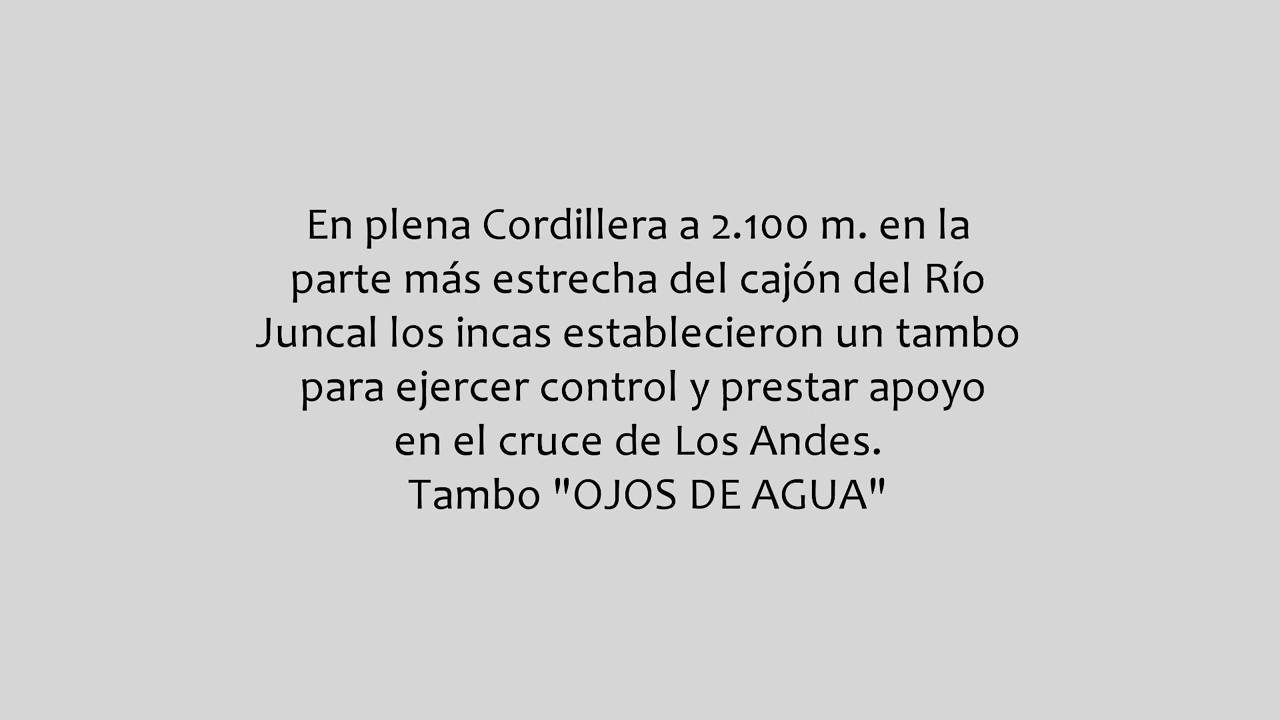 En plena Cordillera a 2.100 m. en la
parte más estrecha del cajón del Río
Juncal los incas establecieron un tambo
para ejercer control y prestar apoyo
en el cruce de Los Andes.
Tambo "OJOS DE AGUA"